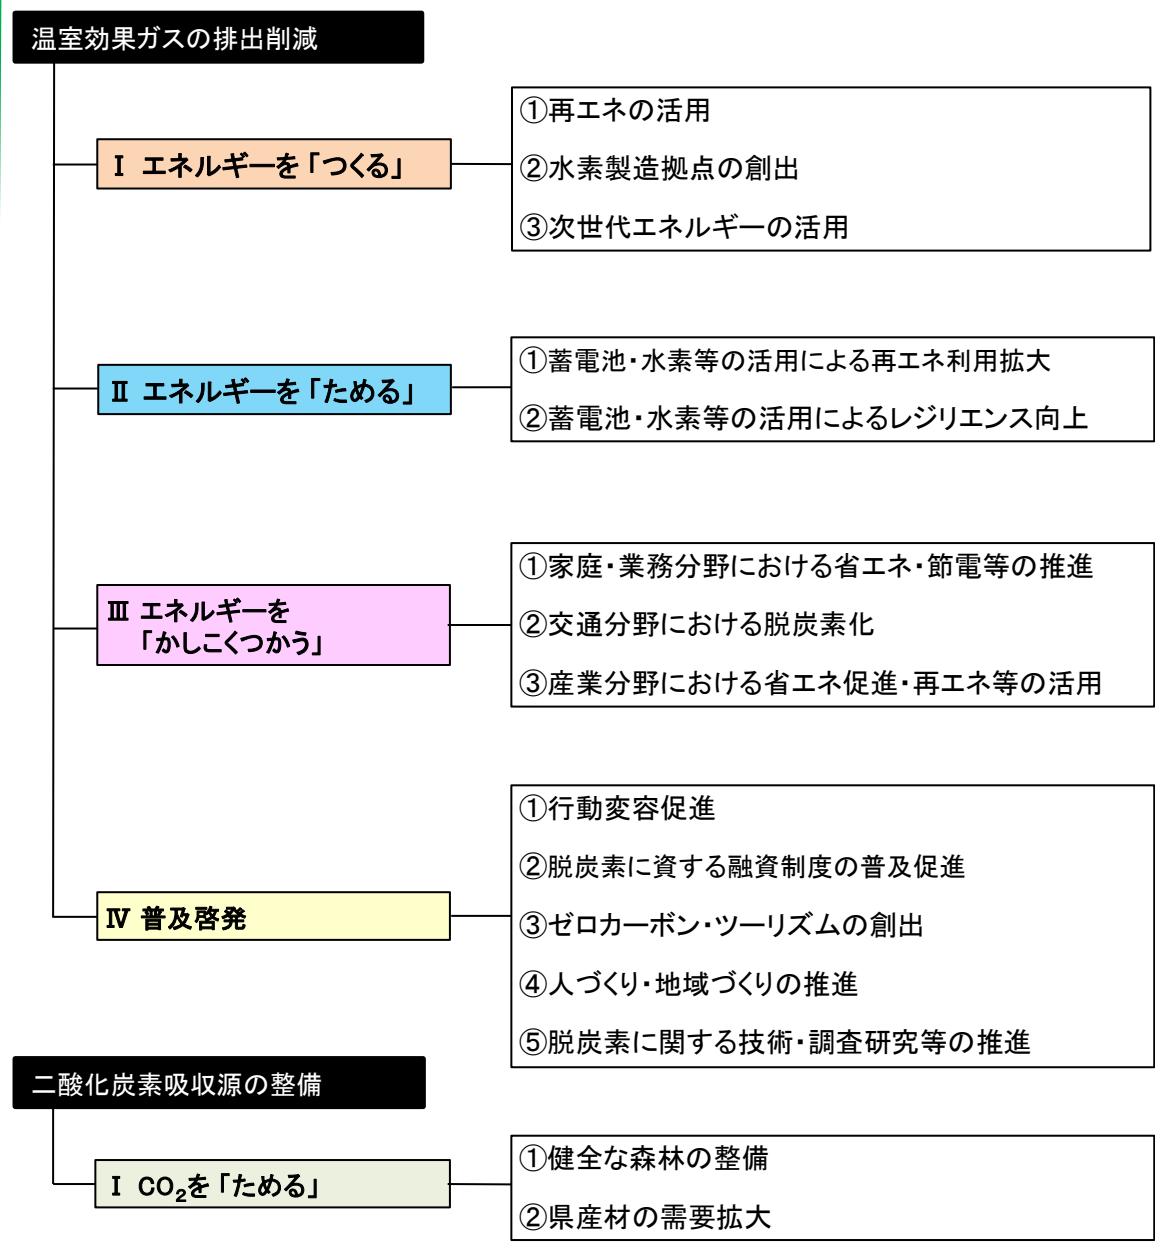 温室効果ガスの排出削減
Ⅰ エネルギーを「つくる」
①再エネの活用
②水素製造拠点の創出
③次世代エネルギーの活用
Ⅱ エネルギーを「ためる」
①蓄電池・水素等の活用による再エネ利用拡大
②蓄電池・水素等の活用によるレジリエンス向上
Ⅲ エネルギーを
「かしこくつかう」
①家庭・業務分野における省エネ・節電等の推進
②交通分野における脱炭素化
③産業分野における省エネ促進・再エネ等の活用
Ⅳ 普及啓発
①行動変容促進
②脱炭素に資する融資制度の普及促進
③ゼロカーボン・ツーリズムの創出
④人づくり・地域づくりの推進
⑤脱炭素に関する技術・調査研究等の推進
二酸化炭素吸収源の整備
Ⅰ CO₂を「ためる」
①健全な森林の整備
②県産材の需要拡大